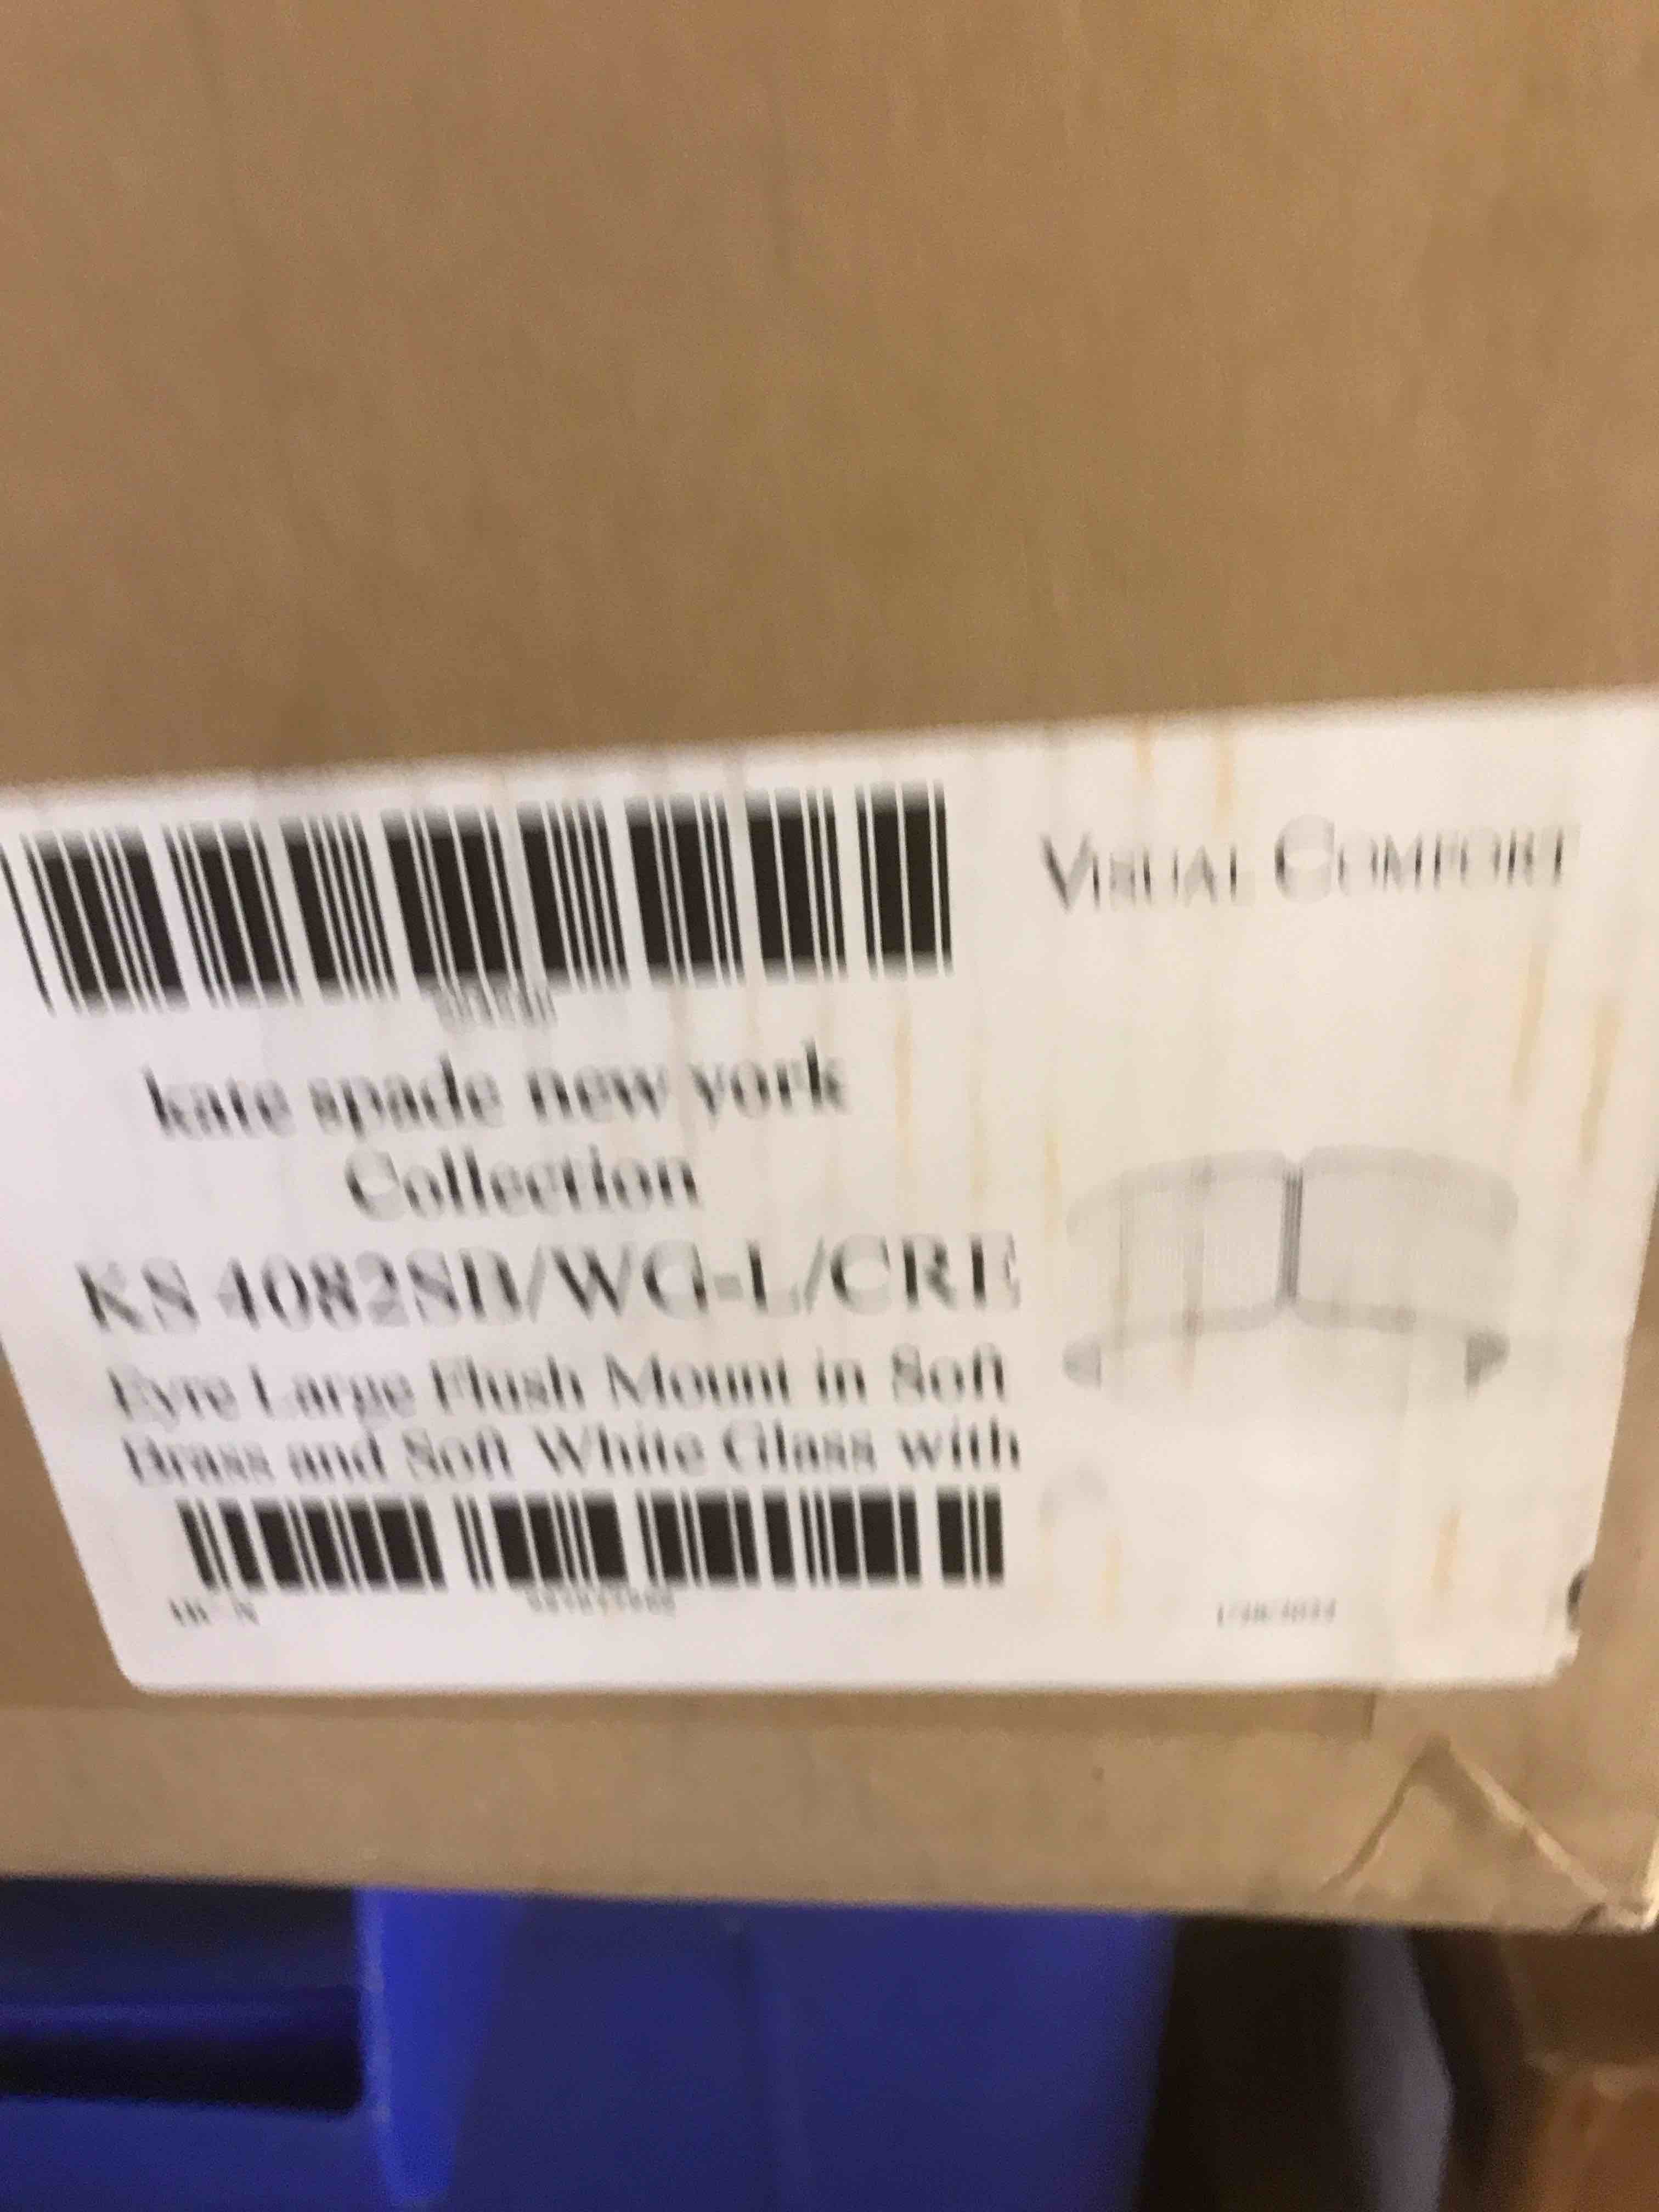 VISUAL COMFORT
kate spade new york
Collection
KS 4082SB/WG-L/CRE
Eyre Large Flush Mount in Soft
Brass and Soft White Glass with